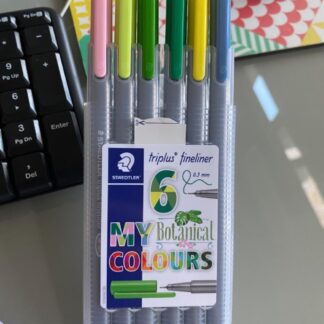 9
Pg Up
6
Enter
3
Pg Dn
Del
STAEDTLER
triplus® fineliner
6
0.3 mm
MY Botanical
COLOURS